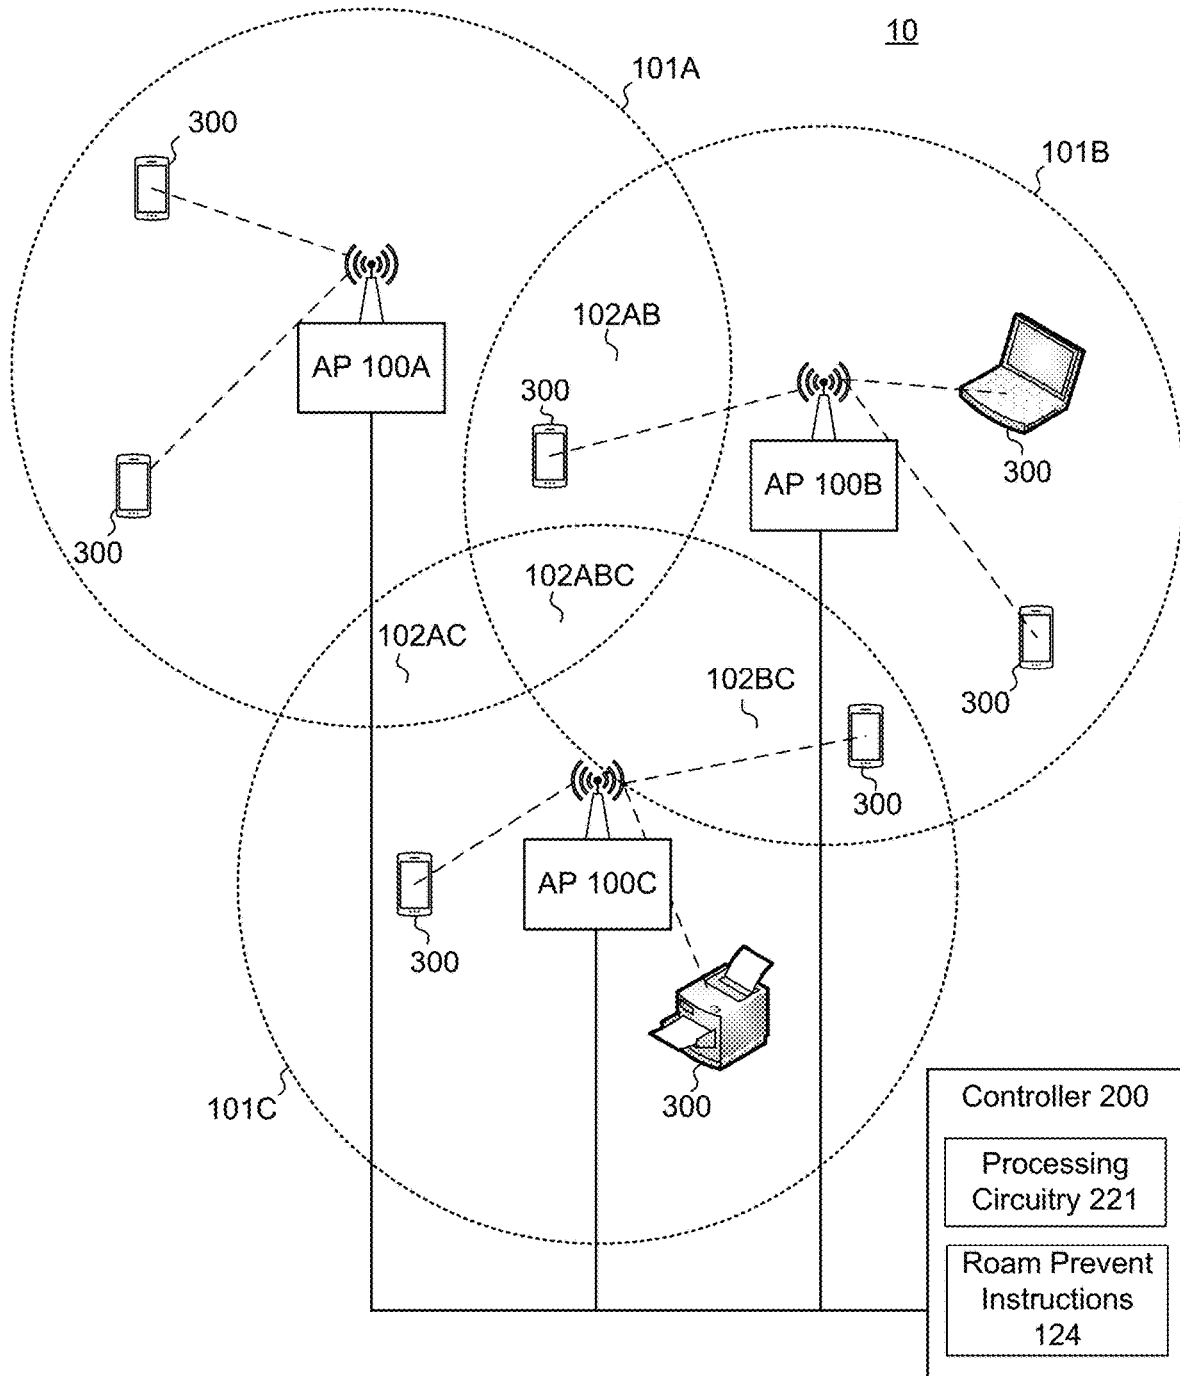 10
101A
300
101B
102AB
AP 100A
300
300
AP 100B
300
102ABC
102AC
102BC
300
300
AP 100C
300
300
101C
Controller 200
Processing
Circuitry 221
Roam Prevent
Instructions
124